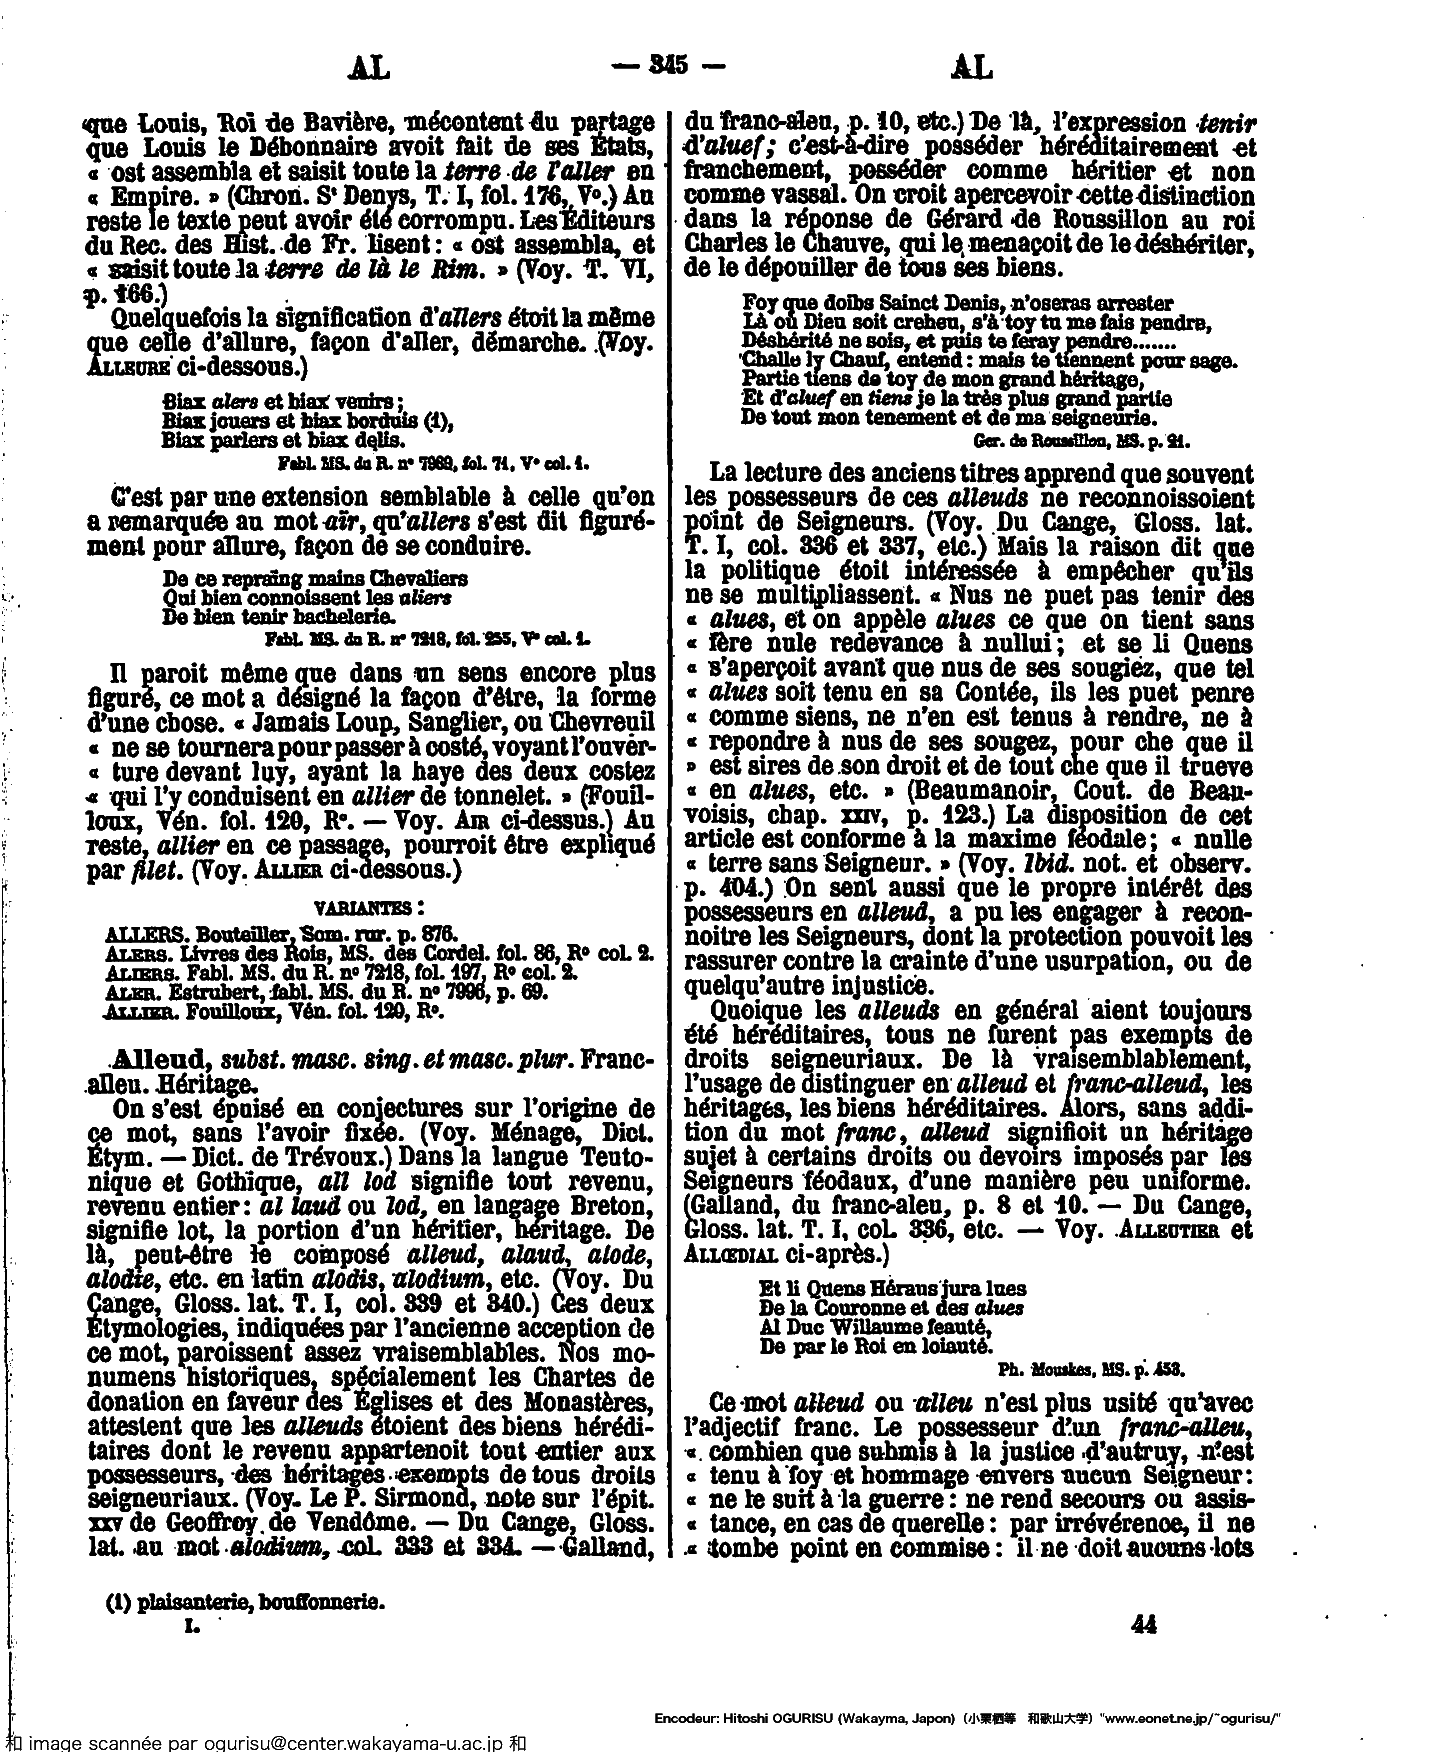 AL — 345 — AL
que Louis, Roi de Bavière, mécontent du partage
que Louis le Débonnaire avoit fait de ses États,
« ost assembla et saisit toute la terre de l'aller en
« Empire. » (Chron. St Denys, T. I, fol. 176, Vo.) Au
reste le texte peut avoir été corrompu. Les Éditeurs
du Rec. des Hist. de Fr. lisent : « ost assembla, et
« saisit toute la terre de là le Rim. » (Voy. T. VI,
p. 166.)
Quelquefois la signification d'allers étoit la même
que celle d'allure, façon d'aller, démarche. (Voy.
ALLEURE ci-dessous.)
Biax alers et biax venirs ;
Biax jouers et biax borduis (1),
Biax parlers et biax delis.
Fabl. MS. du R. no 7989, fol. 71, Vo col. 1.
C'est par une extension semblable à celle qu'on
a remarquée au mot aïr, qu'allers s'est dit figuré-
ment pour allure, façon de se conduire.
De ce repraing mains Chevaliers
Qui bien connoissent les aliers
De bien tenir bachelerie.
Fabl. MS. du R. no 7218, fol. 255, Vo col. 1.
Il paroit même que dans un sens encore plus
figuré, ce mot a désigné la façon d'être, la forme
d'une chose. « Jamais Loup, Sanglier, ou Chevreuil
« ne se tournera pour passer à costé, voyant l'ouver-
« ture devant luy, ayant la haye des deux costez
« qui l'y conduisent en allier de tonnelet. » (Fouil-
loux, Vén. fol. 120, Ro. — Voy. AIR ci-dessus.) Au
reste, allier en ce passage, pourroit être expliqué
par filet. (Voy. ALLIER ci-dessous.)
VARIANTES :
ALLERS. Bouteiller, Som. rur. p. 876.
ALERS. Livres des Rois, MS. des Cordel. fol. 86, Ro col. 2.
ALIERS. Fabl. MS. du R. no 7218, fol. 197, Ro col. 2.
ALER. Estrubert, fabl. MS. du R. no 7996, p. 69.
ALLIER. Fouilloux, Vén. fol. 120, Ro.
Alleud, subst. masc. sing. et masc. plur. Franc-
alleu. Héritage.
On s'est épuisé en conjectures sur l'origine de
ce mot, sans l'avoir fixée. (Voy. Ménage, Dict.
Étym. — Dict. de Trévoux.) Dans la langue Teuto-
nique et Gothique, all lod signifie tout revenu,
revenu entier : al laud ou lod, en langage Breton,
signifie lot, la portion d'un héritier, héritage. De
là, peut-être le composé alleud, alaud, alode,
alodie, etc. en latin alodis, alodium, etc. (Voy. Du
Cange, Gloss. lat. T. I, col. 339 et 340.) Ces deux
Étymologies, indiquées par l'ancienne acception de
ce mot, paroissent assez vraisemblables. Nos mo-
numens historiques, spécialement les Chartes de
donation en faveur des Églises et des Monastères,
attestent que les alleuds étoient des biens hérédi-
taires dont le revenu appartenoit tout entier aux
possesseurs, des héritages exempts de tous droits
seigneuriaux. (Voy. Le P. Sirmond, note sur l'épit.
XXV de Geoffroy de Vendôme. — Du Cange, Gloss.
lat. au mot alodium, col. 333 et 334. — Galland,
du franc-aleu, p. 10, etc.) De là, l'expression tenir
d'aluef ; c'est-à-dire posséder héréditairement et
franchement, posséder comme héritier et non
comme vassal. On croit apercevoir cette distinction
dans la réponse de Gérard de Roussillon au roi
Charles le Chauve, qui le menaçoit de le déshériter,
de le dépouiller de tous ses biens.
Foy que doibs Sainct Denis, n'oseras arrester
Là où Dieu soit creheu, s'à toy tu me fais pendre,
Déshérité ne sois, et puis te feray pendre.......
Challe ly Chauf, entend : mais te tiennent pour sage.
Partie tiens de toy de mon grand héritage,
Et d'aluef en tiens je la très plus grand partie
De tout mon tenement et de ma seigneurie.
Ger. de Roussillon, MS. p. 21.
La lecture des anciens titres apprend que souvent
les possesseurs de ces alleuds ne reconnoissoient
point de Seigneurs. (Voy. Du Cange, Gloss. lat.
T. I, col. 336 et 337, etc.) Mais la raison dit que
la politique étoit intéressée à empêcher qu'ils
ne se multipliassent. « Nus ne puet pas tenir des
« alues, et on appèle alues ce que on tient sans
« fère nule redevance à nullui ; et se li Quens
« s'aperçoit avant que nus de ses sougiez, que tel
« alues soit tenu en sa Contée, ils les puet penre
« comme siens, ne n'en est tenus à rendre, ne à
« repondre à nus de ses sougez, pour che que il
» est sires de son droit et de tout che que il trueve
« en alues, etc. » (Beaumanoir, Cout. de Beau-
voisis, chap. XXIV, p. 123.) La disposition de cet
article est conforme à la maxime féodale ; « nulle
« terre sans Seigneur. » (Voy. Ibid. not. et observ.
p. 404.) On sent aussi que le propre intérêt des
possesseurs en alleud, a pu les engager à recon-
noitre les Seigneurs, dont la protection pouvoit les
rassurer contre la crainte d'une usurpation, ou de
quelqu'autre injustice.
Quoique les alleuds en général aient toujours
été héréditaires, tous ne furent pas exempts de
droits seigneuriaux. De là vraisemblablement,
l'usage de distinguer en alleud et franc-alleud, les
héritages, les biens héréditaires. Alors, sans addi-
tion du mot franc, alleud signifioit un héritage
sujet à certains droits ou devoirs imposés par les
Seigneurs féodaux, d'une manière peu uniforme.
(Galland, du franc-aleu, p. 8 et 10. — Du Cange,
Gloss. lat. T. I, col. 336, etc. — Voy. ALLEUTIER et
ALLŒDIAL ci-après.)
Et li Quens Héraus jura lues
De la Couronne et des alues
Al Duc Willaume feauté,
De par le Roi en loiauté.
Ph. Mouskes, MS. p. 453.
Ce mot alleud ou alleu n'est plus usité qu'avec
l'adjectif franc. Le possesseur d'un franc-alleu,
« combien que submis à la justice d'autruy, n'est
« tenu à foy et hommage envers aucun Seigneur :
« ne le suit à la guerre : ne rend secours ou assis-
« tance, en cas de querelle : par irrévérence, il ne
« tombe point en commise : il ne doit aucuns lots
(1) plaisanterie, bouffonnerie.
I. 44
Encodeur: Hitoshi OGURISU (Wakayma, Japon) (小栗栖等 和歌山大学) "www.eonet.ne.jp/~ogurisu/"
和 image scannée par ogurisu@center.wakayama-u.ac.jp 和